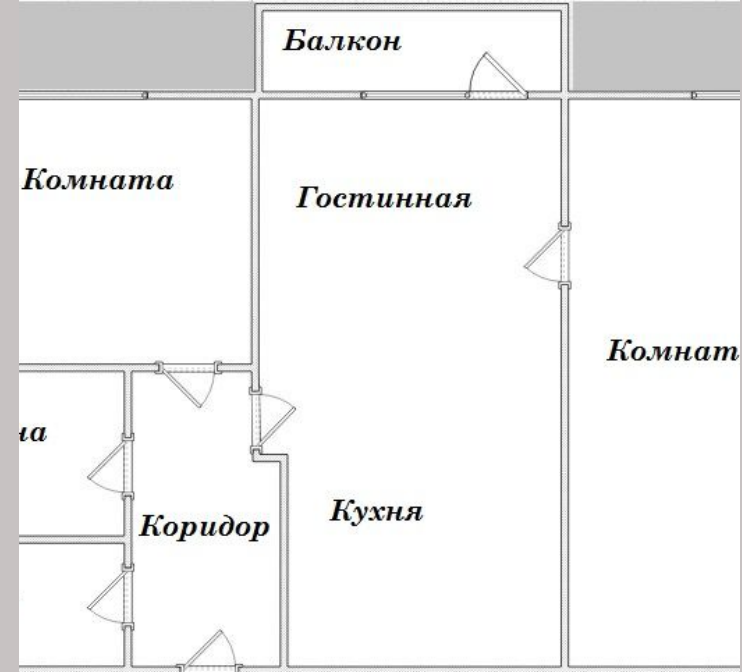 Балкон
Комната
Гостинная
Комнат
на
Коридор
Кухня